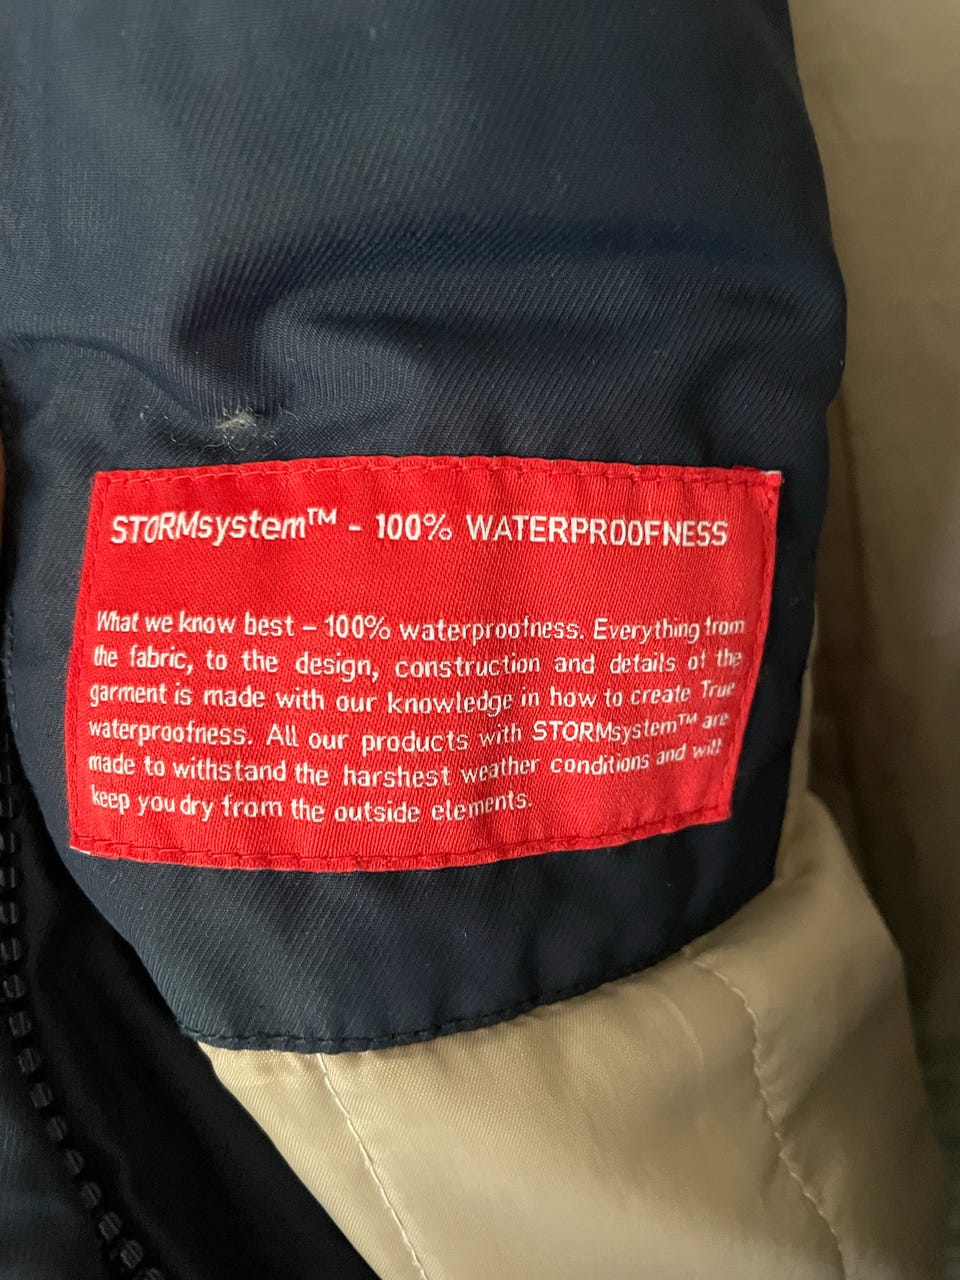 STORMsystem™ - 100% WATERPROOFNESS
What we know best – 100% waterproofness. Everything from
the fabric, to the design, construction and details of the
garment is made with our knowledge in how to create True
waterproofness. All our products with STORMsystem™ are
made to withstand the harshest weather conditions and will
keep you dry from the outside elements.